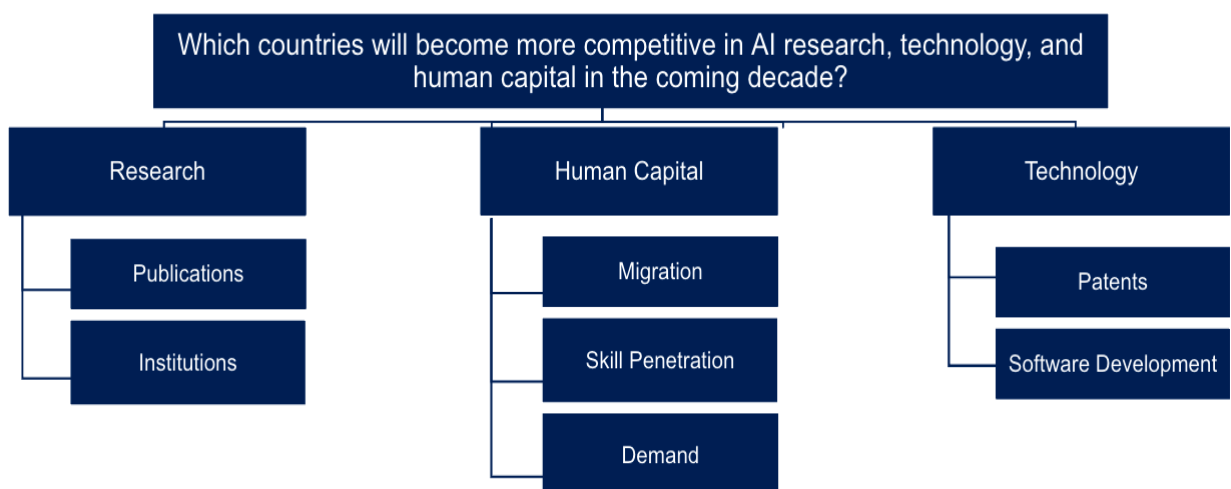 Which countries will become more competitive in AI research, technology, and
human capital in the coming decade?
Research
Publications
Institutions
Human Capital
Migration
Skill Penetration
Demand
Technology
Patents
Software Development